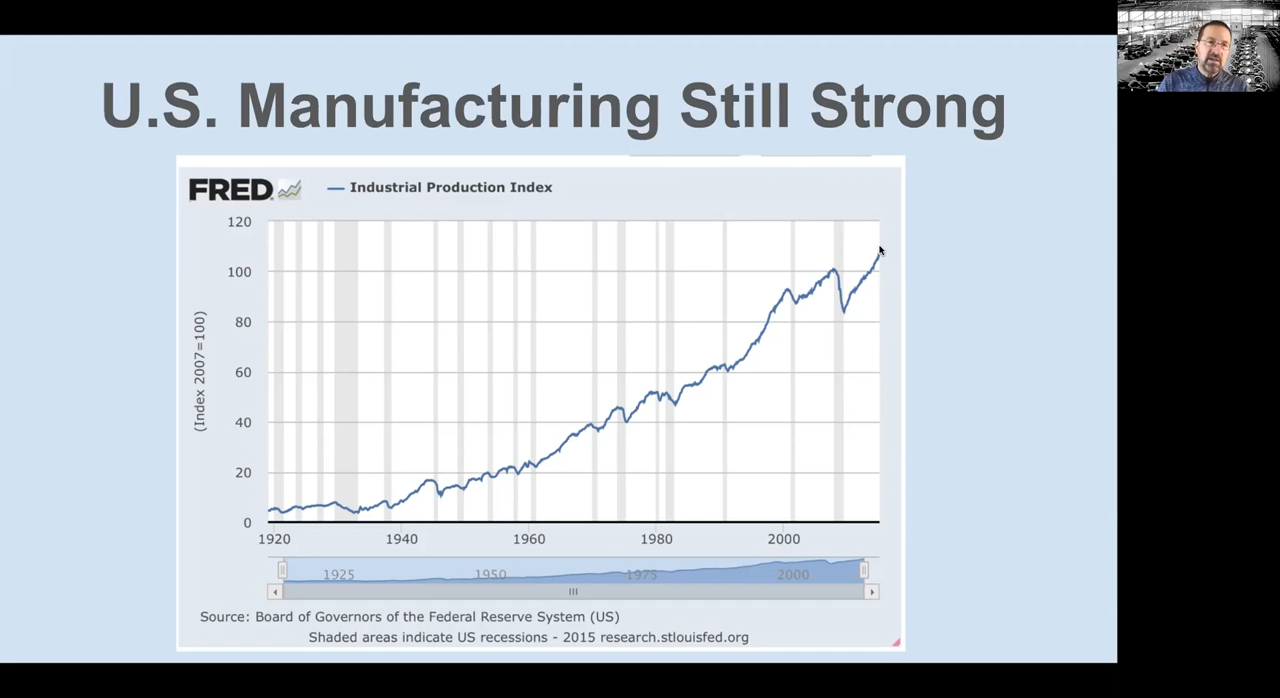 U.S. Manufacturing Still Strong
FRED
Industrial Production Index
120
100
80
60
40
20
0
(Index 2007=100)
1920 1940 1960 1980 2000
1925 1950 1975 2000
Source: Board of Governors of the Federal Reserve System (US)
Shaded areas indicate US recessions - 2015 research.stlouisfed.org